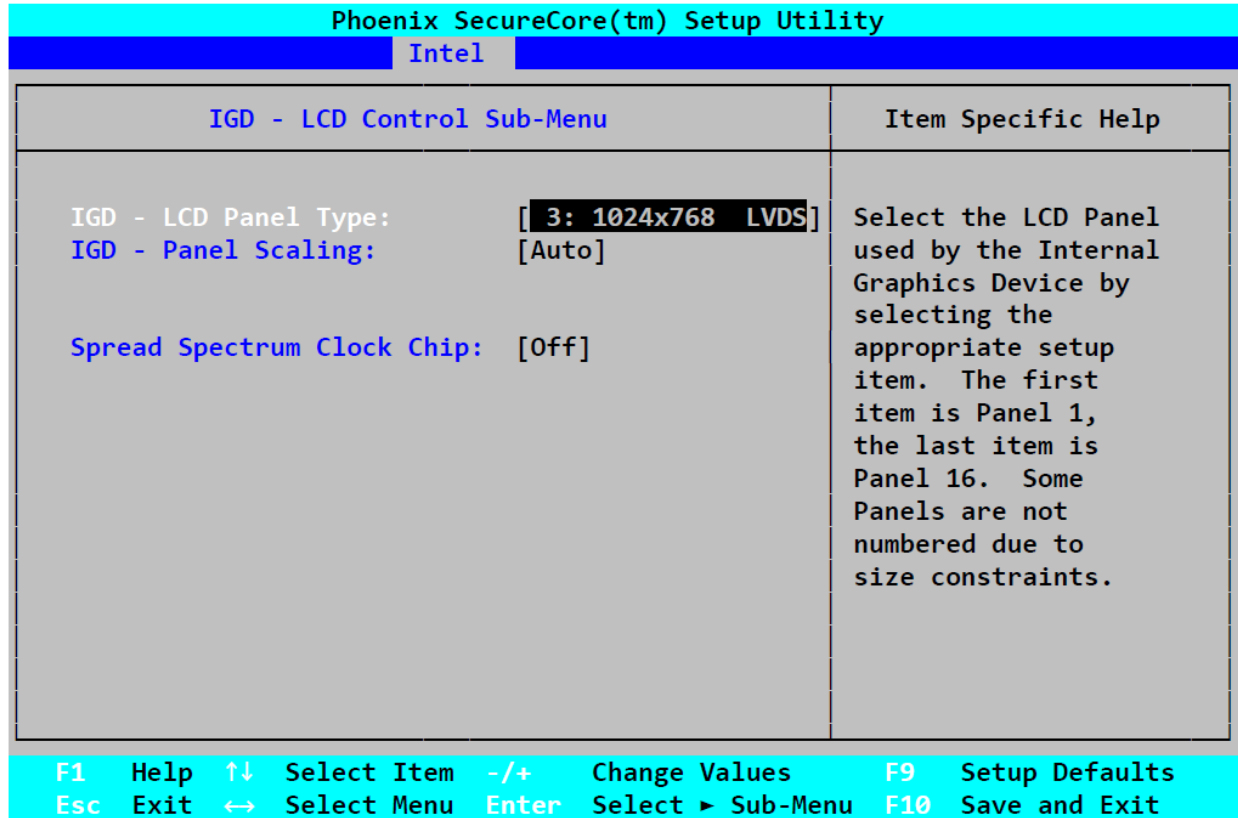 Phoenix SecureCore(tm) Setup Utility
Intel
IGD - LCD Control Sub-Menu
Item Specific Help
IGD - LCD Panel Type: [ 3: 1024x768  LVDS]
IGD - Panel Scaling: [Auto]
Spread Spectrum Clock Chip: [Off]
Select the LCD Panel
used by the Internal
Graphics Device by
selecting the
appropriate setup
item.  The first
item is Panel 1,
the last item is
Panel 16.  Some
Panels are not
numbered due to
size constraints.
F1 Help ↑↓ Select Item -/+ Change Values F9 Setup Defaults
Esc Exit ↔ Select Menu Enter Select ► Sub-Menu F10 Save and Exit